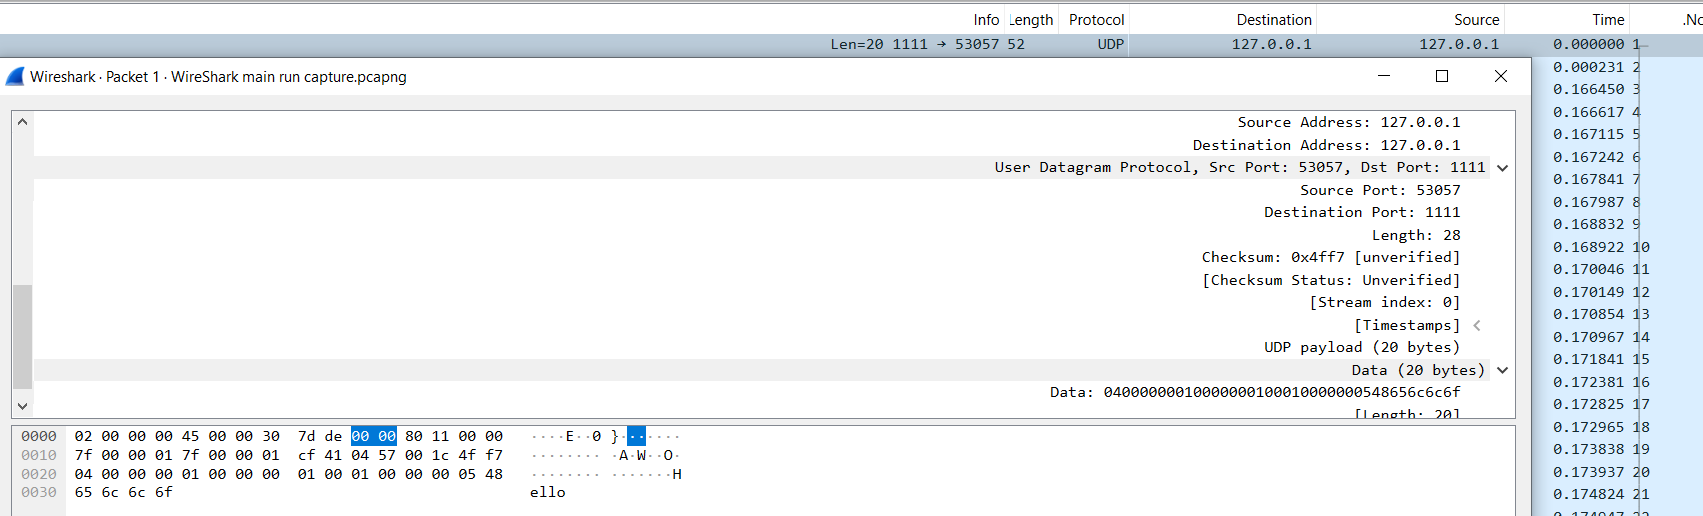 Info Length Protocol Destination Source Time .No
Len=20 1111 → 53057 52 UDP 127.0.0.1 127.0.0.1 0.000000 1
Wireshark · Packet 1 · WireShark main run capture.pcapng
Source Address: 127.0.0.1
Destination Address: 127.0.0.1
User Datagram Protocol, Src Port: 53057, Dst Port: 1111
Source Port: 53057
Destination Port: 1111
Length: 28
Checksum: 0x4ff7 [unverified]
[Checksum Status: Unverified]
[Stream index: 0]
[Timestamps]
UDP payload (20 bytes)
Data (20 bytes)
Data: 0400000001000000010001000000000548656c6c6f
[Length: 20]
0000 02 00 00 00 45 00 00 30 7d de 00 00 80 11 00 00 ····E··0 }·······
0010 7f 00 00 01 7f 00 00 01 cf 41 04 57 00 1c 4f f7 ········ ·A·W··O·
0020 04 00 00 00 01 00 00 00 01 00 01 00 00 00 05 48 ········ ·······H
0030 65 6c 6c 6f ello
0.000231 2
0.166450 3
0.166617 4
0.167115 5
0.167242 6
0.167841 7
0.167987 8
0.168832 9
0.168922 10
0.170046 11
0.170149 12
0.170854 13
0.170967 14
0.171841 15
0.172381 16
0.172825 17
0.172965 18
0.173838 19
0.173937 20
0.174824 21